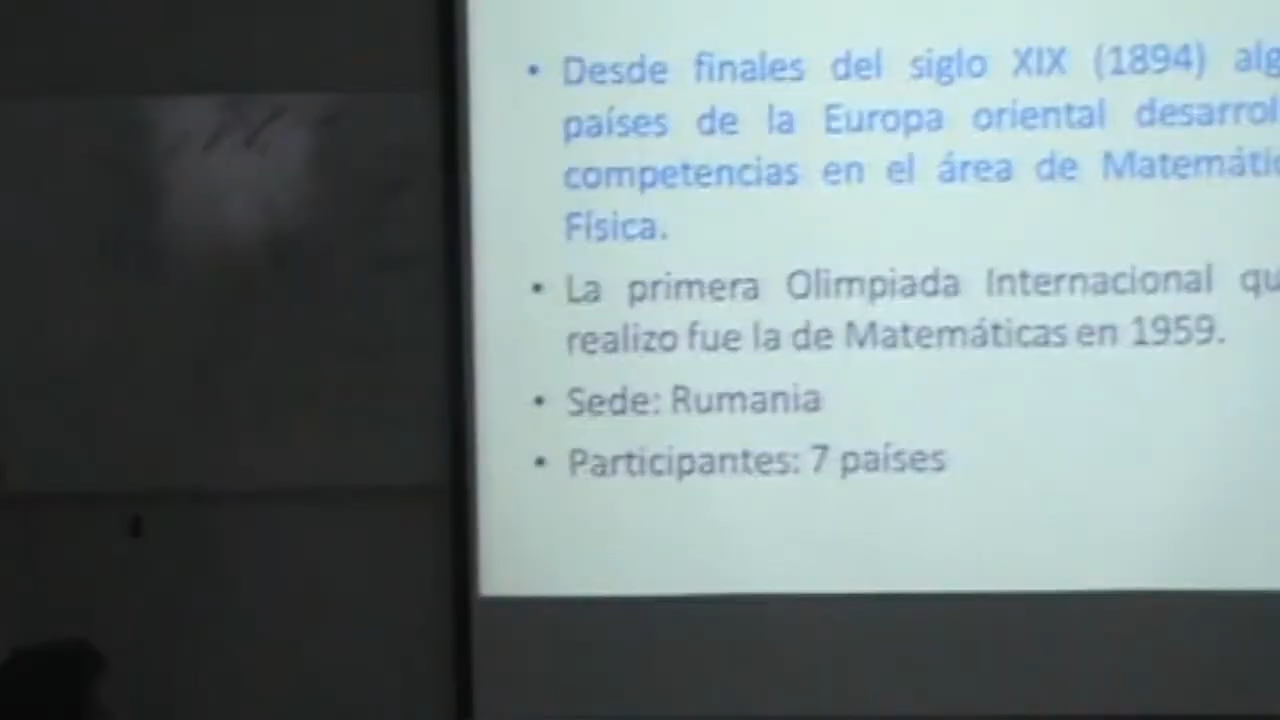 • Desde finales del siglo XIX (1894)
países de la Europa oriental
competencias en el área de
Física.
• La primera Olimpiada Internacional
realizo fue la de Matemáticas en 1959.
• Sede: Rumania
• Participantes: 7 países